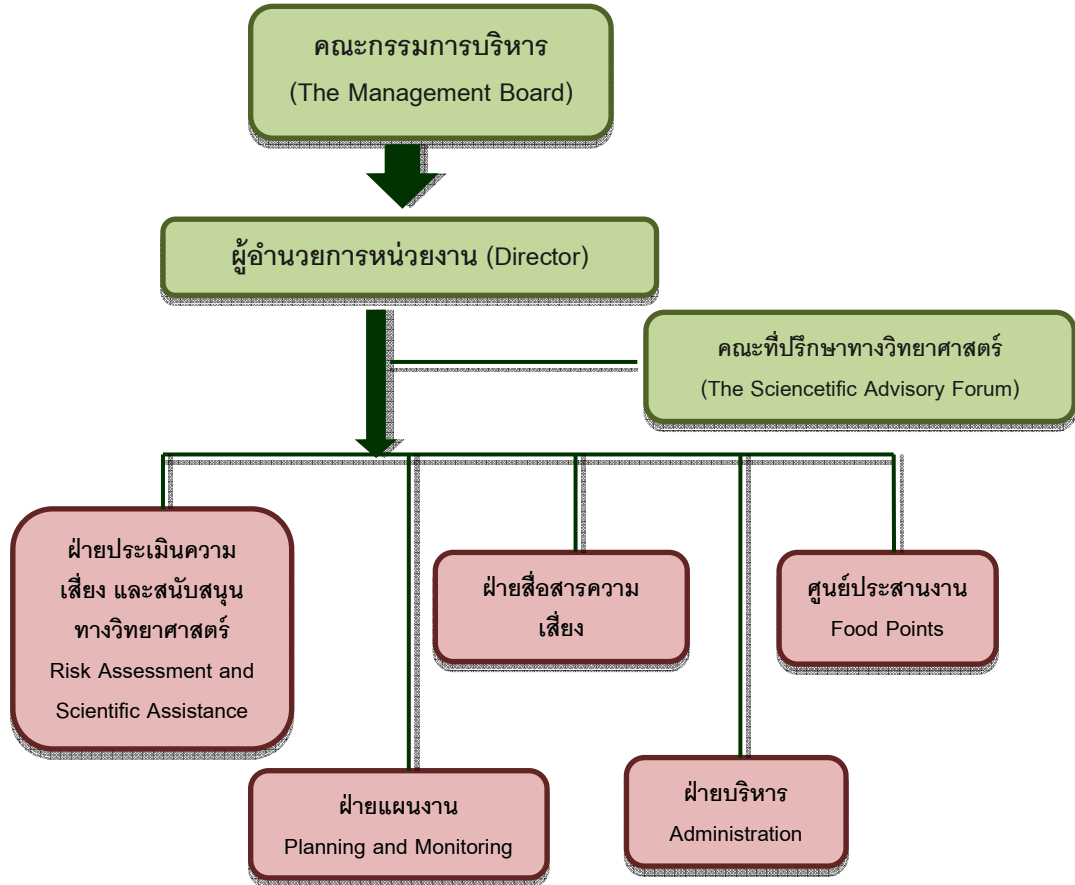 คณะกรรมการบริหาร
(The Management Board)
ผู้อำนวยการหน่วยงาน (Director)
คณะที่ปรึกษาทางวิทยาศาสตร์
(The Sciencetific Advisory Forum)
ฝ่ายประเมินความ
เสี่ยง และสนับสนุน
ทางวิทยาศาสตร์
Risk Assessment and
Scientific Assistance
ฝ่ายสื่อสารความ
เสี่ยง
ศูนย์ประสานงาน
Food Points
ฝ่ายแผนงาน
Planning and Monitoring
ฝ่ายบริหาร
Administration